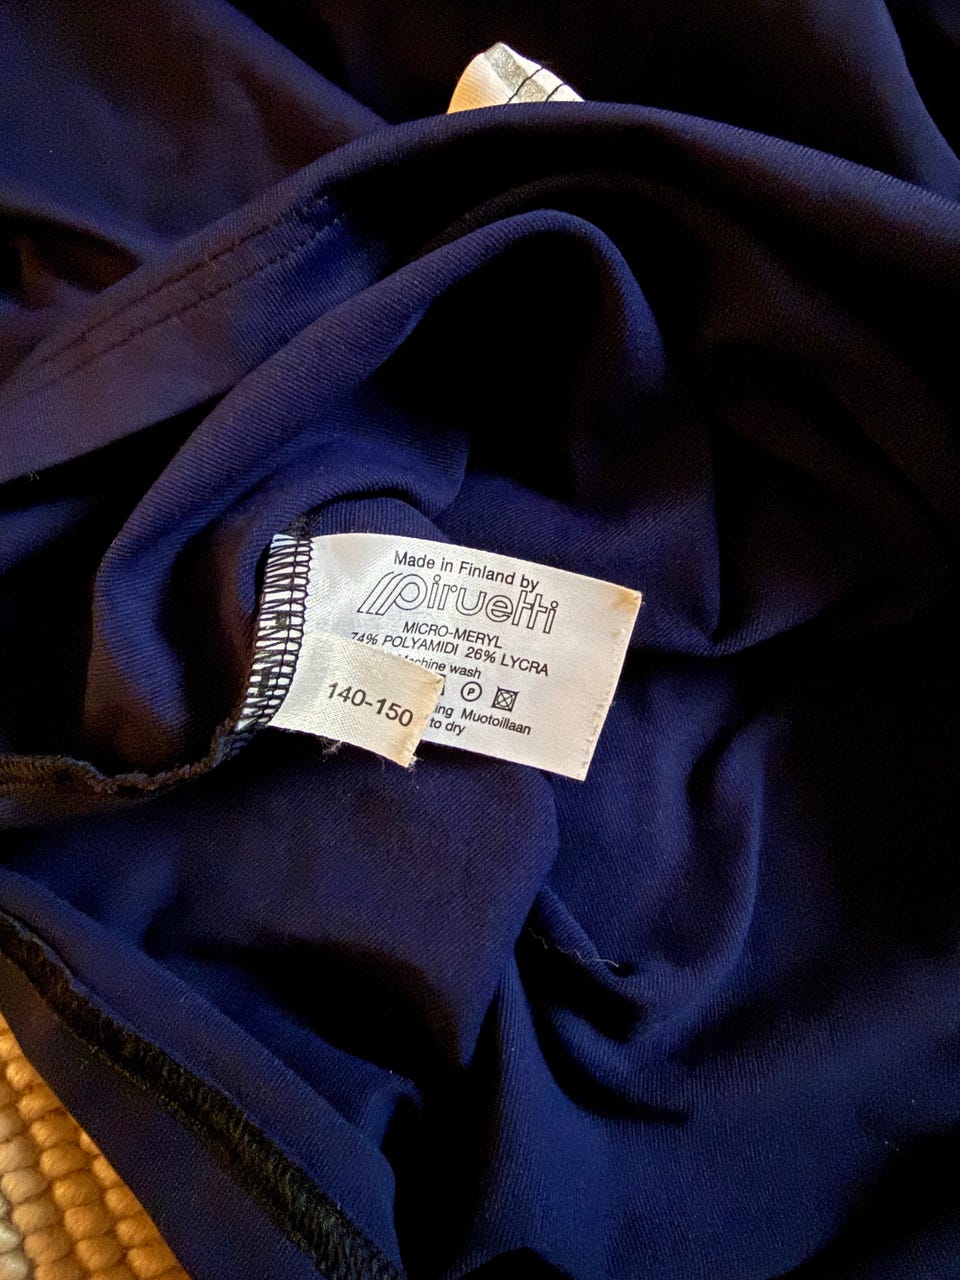 Made in Finland by
piruetti
MICRO-MERYL
74% POLYAMIDI 26% LYCRA
Machine wash
P
Muotoillaan
to dry
140-150